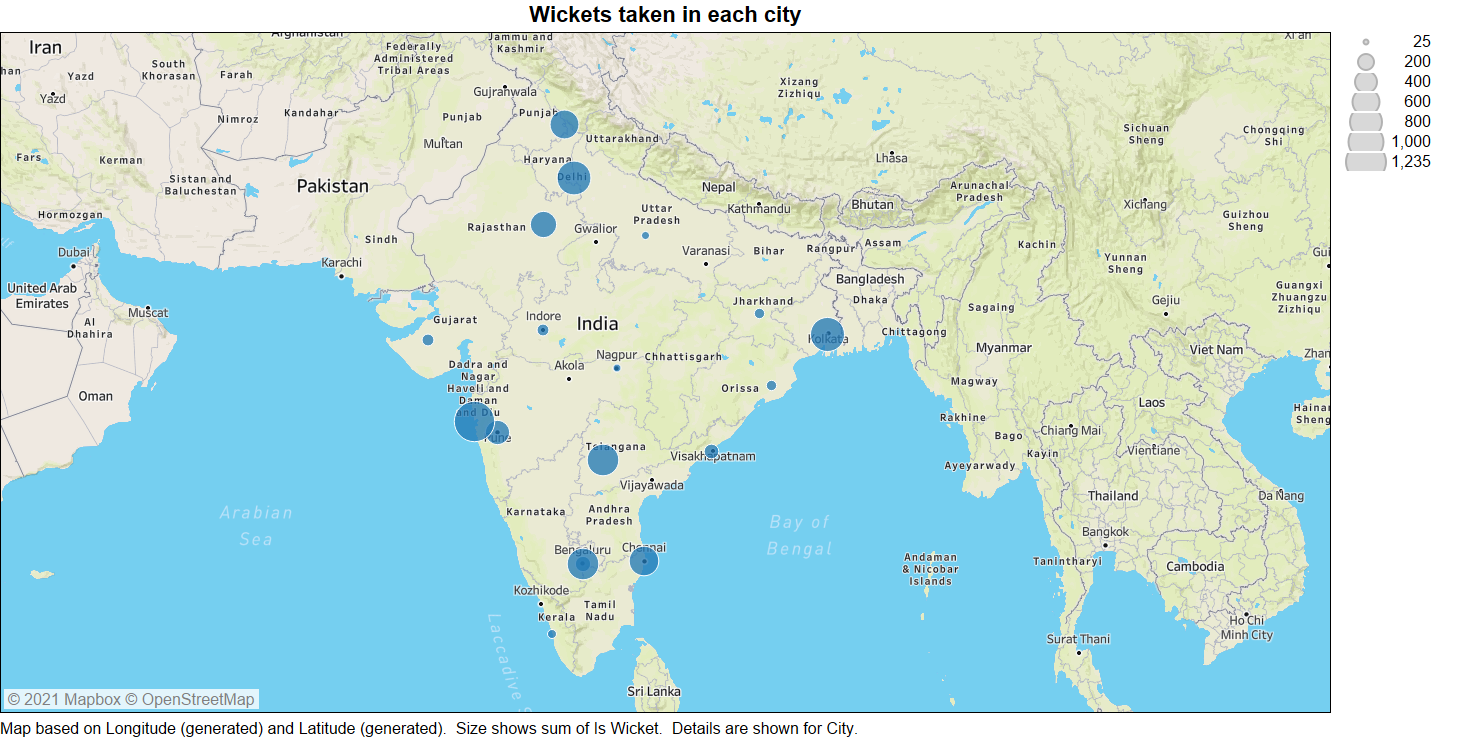 Wickets taken in each city
Afghanistan
Jammu and
Kashmir
Iran
South
Khorasan
Federally
Administered
Tribal Areas
Farah
Yazd
Yazd
Gujranwala
Xizang
Zizhiqu
Nimroz
Kandahar
Punjab
Punjab
Uttarakhand
Sichuan
Sheng
Chongqing
Shi
Multan
Fars
Kerman
Haryana
Lhasa
Sistan and
Baluchestan
Pakistan
Delhi
Nepal
Arunachal
Pradesh
Hormozgan
Uttar
Pradesh
Kathmandu
Bhutan
Guizhou
Sheng
Rajasthan
Gwalior
Sindh
Assam
Kachin
Dubai
Karachi
Varanasi
Bihar
Rangpur
Yunnan
Sheng
Bangladesh
United Arab
Emirates
Jharkhand
Dhaka
Gejiu
Guangxi
Zhuangzu
Zizhiqu
Muscat
Al
Dhahira
Gujarat
Indore
India
Sagaing
Chittagong
Kolkata
Myanmar
Viet Nam
Nagpur
Chhattisgarh
Akola
Dadra and
Nagar
Haveli and
Daman
and Diu
Oman
Orissa
Magway
Laos
Rakhine
Chiang Mai
Bago
Pune
Visakhapatnam
Kayin
Vientiane
Ayeyarwady
Vijayawada
Thailand
Da Nang
Arabian
Sea
Karnataka
Andhra
Pradesh
Bay of
Bengal
Bangkok
Bengaluru
Chennai
Andaman
& Nicobar
Islands
Tanintharyi
Cambodia
Kozhikode
Kerala
Tamil
Nadu
Laccadive
Ho Chi
Minh City
Surat Thani
Sri Lanka
© 2021 Mapbox © OpenStreetMap
25
200
400
600
800
1,000
1,235
Map based on Longitude (generated) and Latitude (generated).  Size shows sum of Is Wicket.  Details are shown for City.